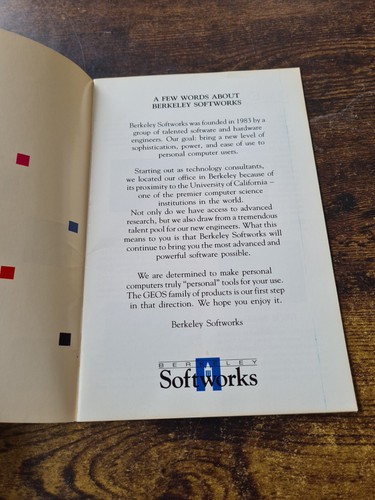 A FEW WORDS ABOUT
BERKELEY SOFTWORKS
Berkeley Softworks was founded in 1983 by a
group of talented software and hardware
engineers. Our goal: bring a new level of
sophistication, power, and ease of use to
personal computer users.
Starting out as technology consultants,
we located our office in Berkeley because of
its proximity to the University of California –
one of the premier computer science
institutions in the world.
Not only do we have access to advanced
research, but we also draw from a tremendous
talent pool for our new engineers. What this
means to you is that Berkeley Softworks will
continue to bring you the most advanced and
powerful software possible.
We are determined to make personal
computers truly "personal" tools for your use.
The GEOS family of products is our first step
in that direction. We hope you enjoy it.
Berkeley Softworks
BERKELEY
Softworks